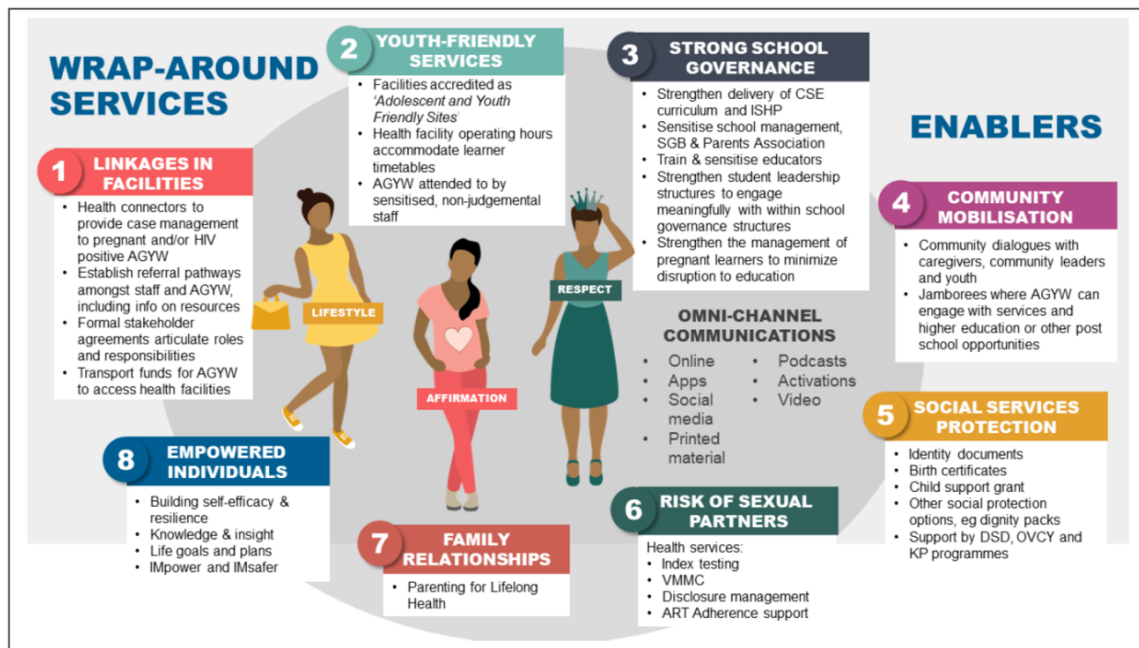 WRAP-AROUND
SERVICES
1
LINKAGES IN
FACILITIES
• Health connectors to
provide case management
to pregnant and/or HIV
positive AGYW
• Establish referral pathways
amongst staff and AGYW,
including info on resources
• Formal stakeholder
agreements articulate roles
and responsibilities
• Transport funds for AGYW
to access health facilities
2
YOUTH-FRIENDLY
SERVICES
• Facilities accredited as
‘Adolescent and Youth
Friendly Sites’
• Health facility operating hours
accommodate learner
timetables
• AGYW attended to by
sensitised, non-judgemental
staff
3
STRONG SCHOOL
GOVERNANCE
• Strengthen delivery of CSE
curriculum and ISHP
• Sensitise school management,
SGB & Parents Association
• Train & sensitise educators
• Strengthen student leadership
structures to engage
meaningfully with within school
governance structures
• Strengthen the management of
pregnant learners to minimize
disruption to education
ENABLERS
4
COMMUNITY
MOBILISATION
• Community dialogues with
caregivers, community leaders
and youth
• Jamborees where AGYW can
engage with services and
higher education or other post
school opportunities
LIFESTYLE
AFFIRMATION
RESPECT
OMNI-CHANNEL
COMMUNICATIONS
• Online
• Apps
• Social
media
• Printed
material
• Podcasts
• Activations
• Video
5
SOCIAL SERVICES
PROTECTION
• Identity documents
• Birth certificates
• Child support grant
• Other social protection
options, eg dignity packs
• Support by DSD, OVCY and
KP programmes
6
RISK OF SEXUAL
PARTNERS
Health services:
• Index testing
• VMMC
• Disclosure management
• ART Adherence support
7
FAMILY
RELATIONSHIPS
• Parenting for Lifelong
Health
8
EMPOWERED
INDIVIDUALS
• Building self-efficacy &
resilience
• Knowledge & insight
• Life goals and plans
• IMpower and IMsafer